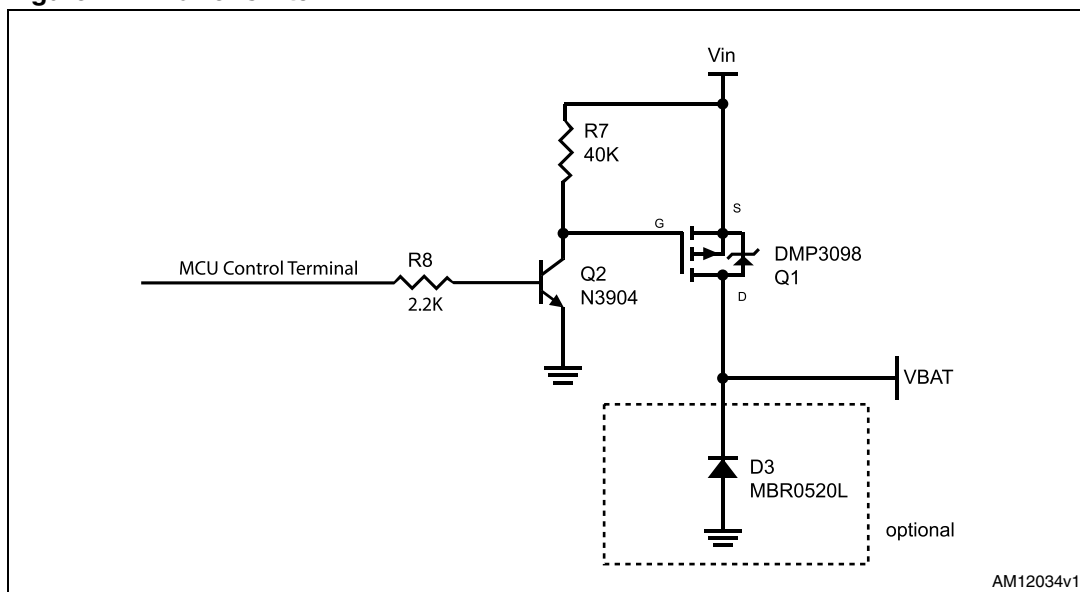 Vin
R7
40K
G
S
MCU Control Terminal
R8
2.2K
Q2
N3904
DMP3098
Q1
D
VBAT
D3
MBR0520L
optional
AM12034v1